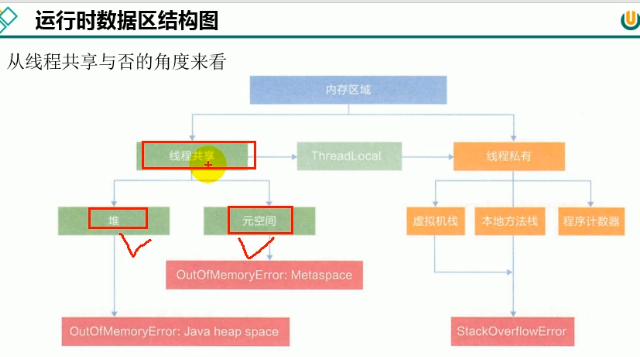 运行时数据区结构图
从线程共享与否的角度来看
内存区域
线程共享
ThreadLocal
线程私有
堆
元空间
虚拟机栈
本地方法栈
程序计数器
OutOfMemoryError: Metaspace
OutOfMemoryError: Java heap space
StackOverflowError